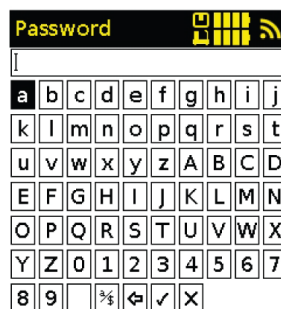 Password
a b c d e f g h i j
k l m n o p q r s t
u v w x y z A B C D
E F G H I J K L M N
O P Q R S T U V W X
Y Z 0 1 2 3 4 5 6 7
8 9 ᵃ⁄$ ⇦ ✓ ✕